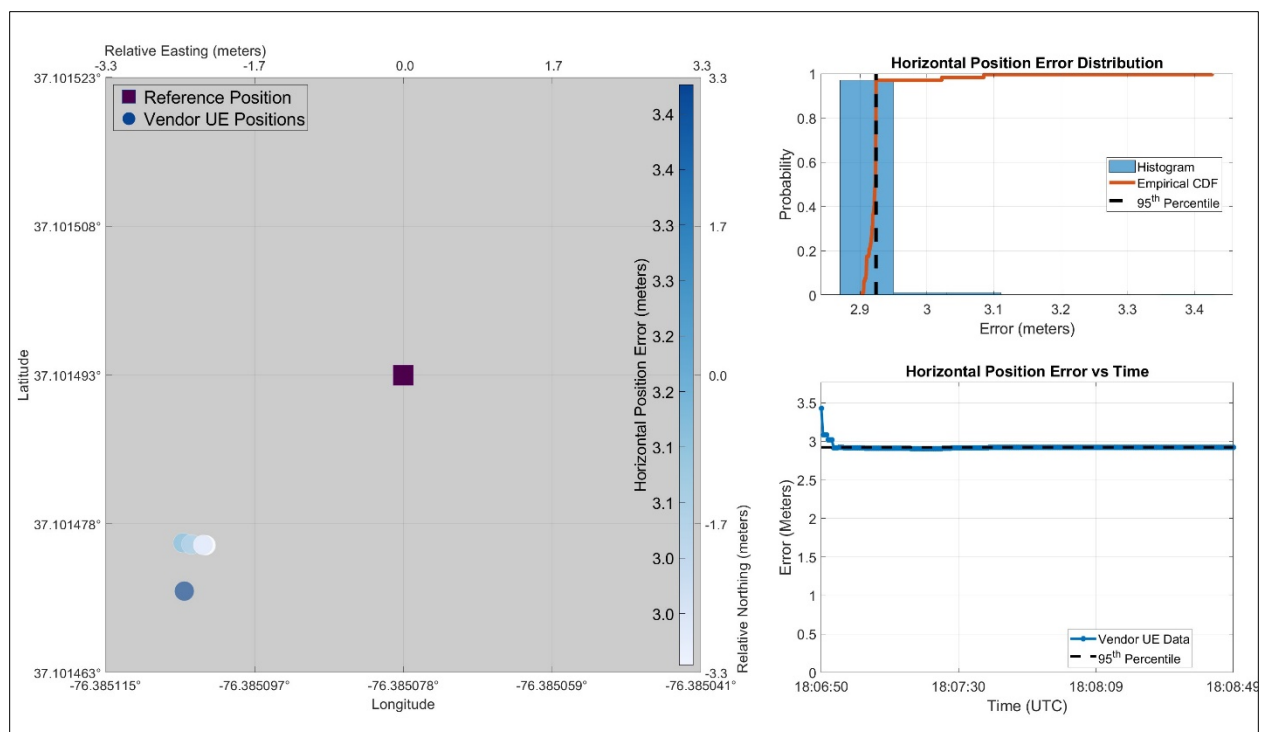 Relative Easting (meters)
-3.3 -1.7 0.0 1.7 3.3
37.101523°
37.101508°
37.101493°
37.101478°
37.101463°
Latitude
Reference Position
Vendor UE Positions
-76.385115° -76.385097° -76.385078° -76.385059° -76.385041°
Longitude
Horizontal Position Error (meters)
3.4
3.4
3.3
3.3
3.2
3.2
3.1
3.1
3.0
3.0
3.3
1.7
0.0
-1.7
-3.3
Relative Northing (meters)
Horizontal Position Error Distribution
1
0.8
0.6
0.4
0.2
0
Probability
Histogram
Empirical CDF
95th Percentile
2.9 3 3.1 3.2 3.3 3.4
Error (meters)
Horizontal Position Error vs Time
3.5
3
2.5
2
1.5
1
0.5
0
Error (Meters)
Vendor UE Data
95th Percentile
18:06:50 18:07:30 18:08:09 18:08:49
Time (UTC)